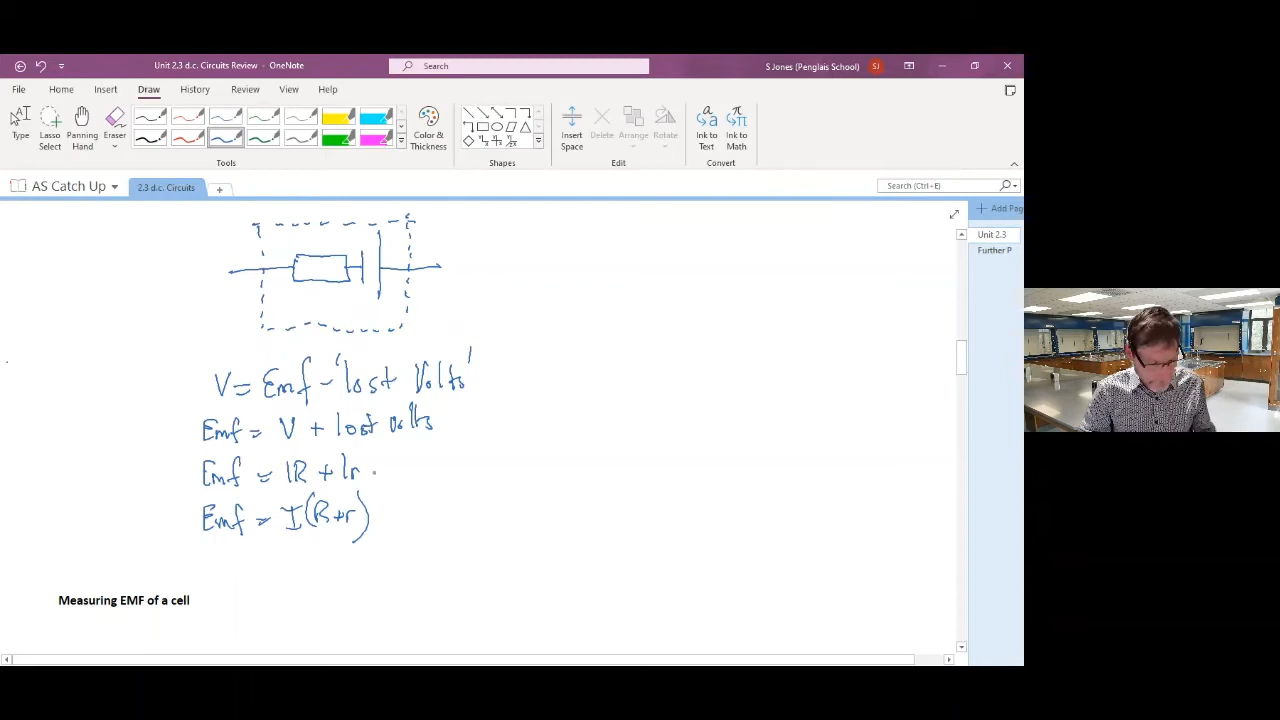 Unit 2.3 d.c. Circuits Review - OneNote
Search
S Jones (Penglais School)
SJ
File
Home
Insert
Draw
History
Review
View
Help
Type
Lasso Select
Panning Hand
Eraser
Color & Thickness
Insert Space
Delete
Arrange
Rotate
Ink to Text
Ink to Math
Tools
Shapes
Edit
Convert
AS Catch Up
2.3 d.c. Circuits
Search (Ctrl+E)
Add Pag
Unit 2.3
Further P
V = Emf - 'lost Volts'
Emf = V + lost volts
Emf = IR + Ir
Emf = I(R+r)
Measuring EMF of a cell